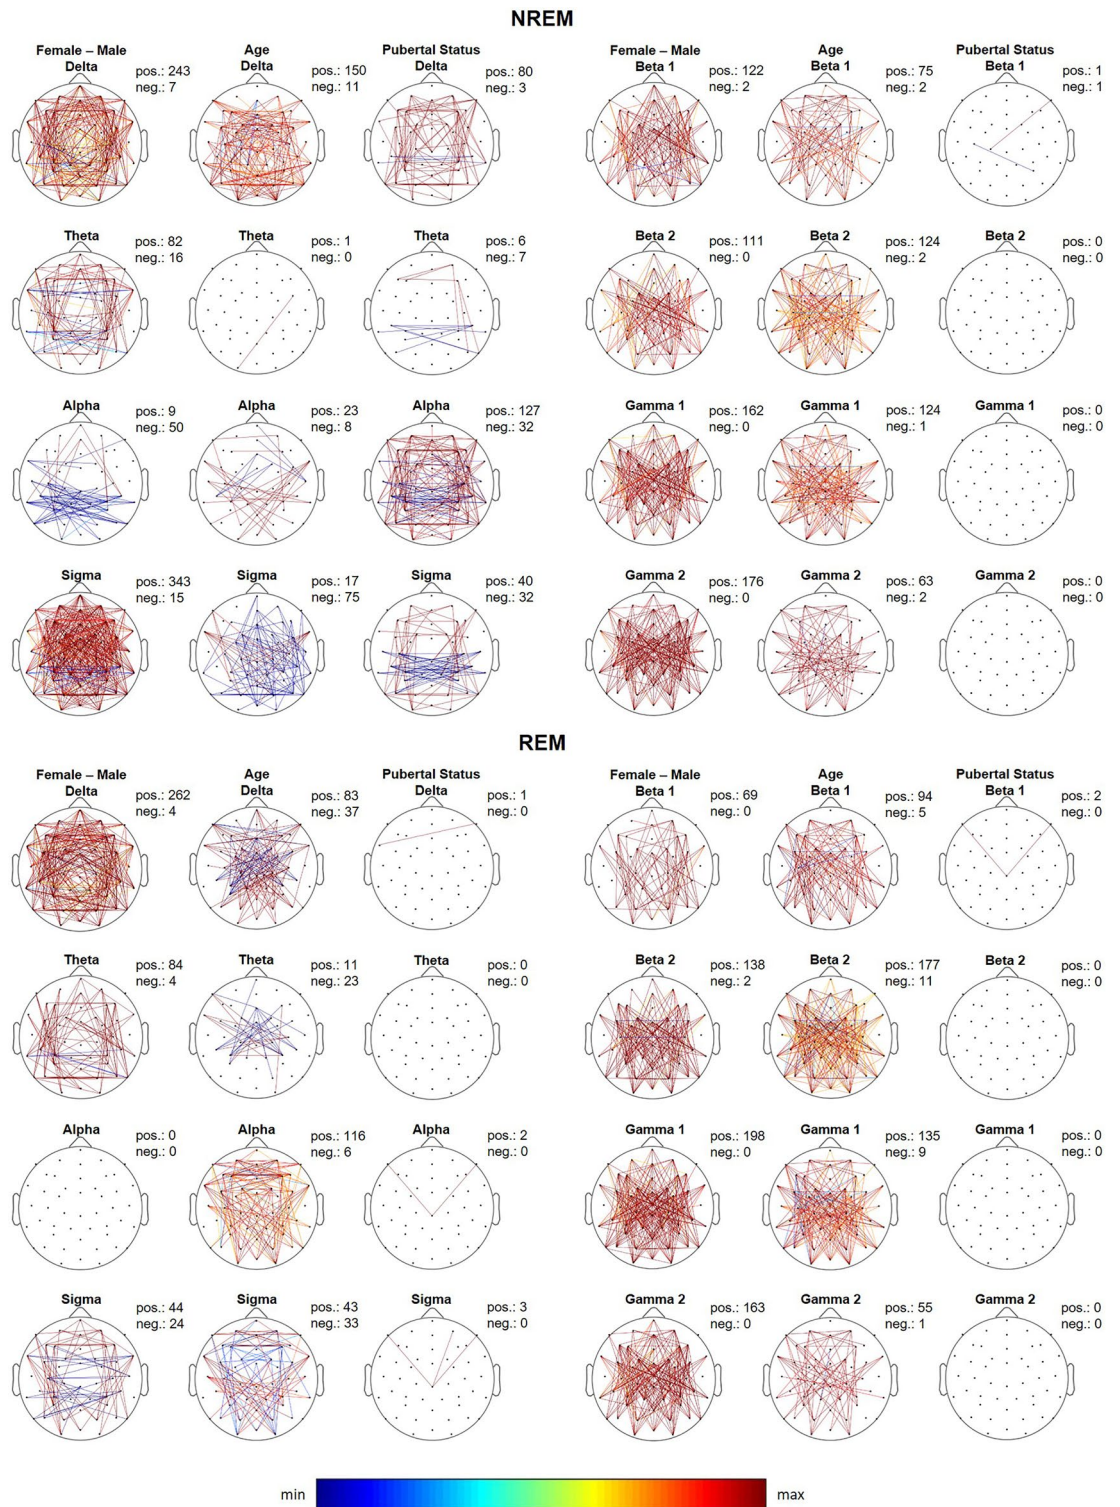 NREM
Female – Male
Delta
pos.: 243
neg.: 7
Age
Delta
pos.: 150
neg.: 11
Pubertal Status
Delta
pos.: 80
neg.: 3
Female – Male
Beta 1
pos.: 122
neg.: 2
Age
Beta 1
pos.: 75
neg.: 2
Pubertal Status
Beta 1
pos.: 1
neg.: 1
Theta
pos.: 82
neg.: 16
Theta
pos.: 1
neg.: 0
Theta
pos.: 6
neg.: 7
Beta 2
pos.: 111
neg.: 0
Beta 2
pos.: 124
neg.: 2
Beta 2
pos.: 0
neg.: 0
Alpha
pos.: 9
neg.: 50
Alpha
pos.: 23
neg.: 8
Alpha
pos.: 127
neg.: 32
Gamma 1
pos.: 162
neg.: 0
Gamma 1
pos.: 124
neg.: 1
Gamma 1
pos.: 0
neg.: 0
Sigma
pos.: 343
neg.: 15
Sigma
pos.: 17
neg.: 75
Sigma
pos.: 40
neg.: 32
Gamma 2
pos.: 176
neg.: 0
Gamma 2
pos.: 63
neg.: 2
Gamma 2
pos.: 0
neg.: 0
REM
Female – Male
Delta
pos.: 262
neg.: 4
Age
Delta
pos.: 83
neg.: 37
Pubertal Status
Delta
pos.: 1
neg.: 0
Female – Male
Beta 1
pos.: 69
neg.: 0
Age
Beta 1
pos.: 94
neg.: 5
Pubertal Status
Beta 1
pos.: 2
neg.: 0
Theta
pos.: 84
neg.: 4
Theta
pos.: 11
neg.: 23
Theta
pos.: 0
neg.: 0
Beta 2
pos.: 138
neg.: 2
Beta 2
pos.: 177
neg.: 11
Beta 2
pos.: 0
neg.: 0
Alpha
pos.: 0
neg.: 0
Alpha
pos.: 116
neg.: 6
Alpha
pos.: 2
neg.: 0
Gamma 1
pos.: 198
neg.: 0
Gamma 1
pos.: 135
neg.: 9
Gamma 1
pos.: 0
neg.: 0
Sigma
pos.: 44
neg.: 24
Sigma
pos.: 43
neg.: 33
Sigma
pos.: 3
neg.: 0
Gamma 2
pos.: 163
neg.: 0
Gamma 2
pos.: 55
neg.: 1
Gamma 2
pos.: 0
neg.: 0
min
max